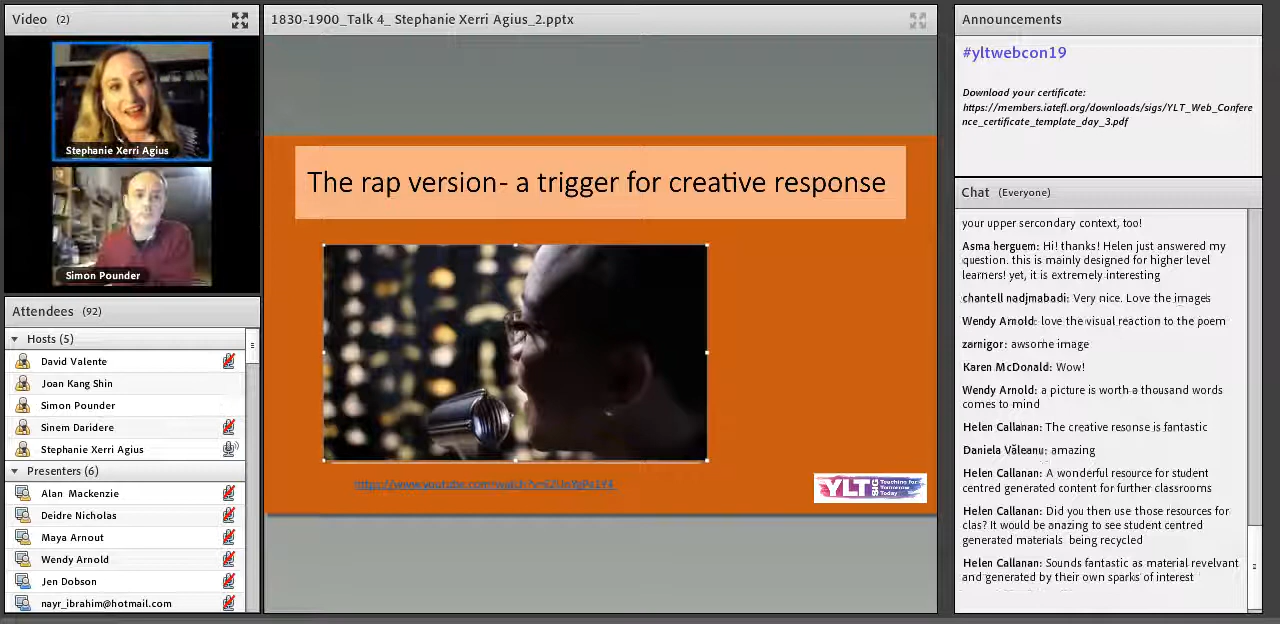 Video (2)
Stephanie Xerri Agius
Simon Pounder
Attendees (92)
Hosts (5)
David Valente
Joan Kang Shin
Simon Pounder
Sinem Daridere
Stephanie Xerri Agius
Presenters (6)
Alan Mackenzie
Deidre Nicholas
Maya Arnout
Wendy Arnold
Jen Dobson
nayr_ibrahim@hotmail.com
1830-1900_Talk 4_ Stephanie Xerri Agius_2.pptx
The rap version- a trigger for creative response
YLT SIG Teaching for
Tomorrow
Today
Announcements
#yltwebcon19
Download your certificate:
https://members.iatefl.org/downloads/sigs/YLT_Web_Confere
nce_certificate_template_day_3.pdf
Chat (Everyone)
your upper sercondary context, too!
Asma herguem: Hi! thanks! Helen just answered my
question. this is mainly designed for higher level
learners! yet, it is extremely interesting
chantell nadjmabadi: Very nice. Love the images
Wendy Arnold: love the visual reaction to the poem
zarnigor: awsome image
Karen McDonald: Wow!
Wendy Arnold: a picture is worth a thousand words
comes to mind
Helen Callanan: The creative resonse is fantastic
Daniela Văleanu: amazing
Helen Callanan: A wonderful resource for student
centred generated content for further classrooms
Helen Callanan: Did you then use those resources for
clas? It would be anazing to see student centred
generated materials being recycled
Helen Callanan: Sounds fantastic as material revelvant
and generated by their own sparks of interest